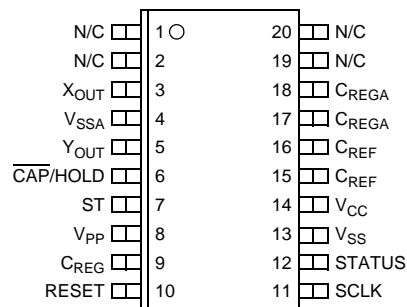 N/C 1 20 N/C
N/C 2 19 N/C
XOUT 3 18 CREGA
VSSA 4 17 CREGA
YOUT 5 16 CREF
CAP/HOLD 6 15 CREF
ST 7 14 VCC
VPP 8 13 VSS
CREG 9 12 STATUS
RESET 10 11 SCLK